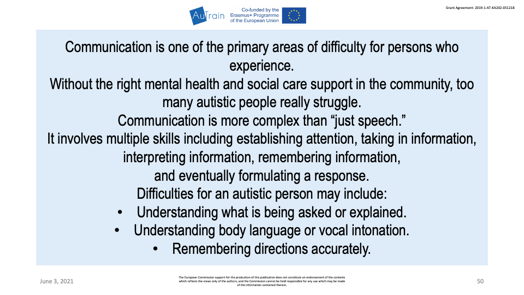 AuTrain
Co-funded by the
Erasmus+ Programme
of the European Union
Grant Agreement: 2019-1-AT-KA202-051218
Communication is one of the primary areas of difficulty for persons who
experience.
Without the right mental health and social care support in the community, too
many autistic people really struggle.
Communication is more complex than “just speech.”
It involves multiple skills including establishing attention, taking in information,
interpreting information, remembering information,
and eventually formulating a response.
Difficulties for an autistic person may include:
• Understanding what is being asked or explained.
• Understanding body language or vocal intonation.
• Remembering directions accurately.
June 3, 2021
The European Commission support for the production of this publication does not constitute an endorsement of the contents
which reflects the views only of the authors, and the Commission cannot be held responsible for any use which may be made
of the information contained therein.
50